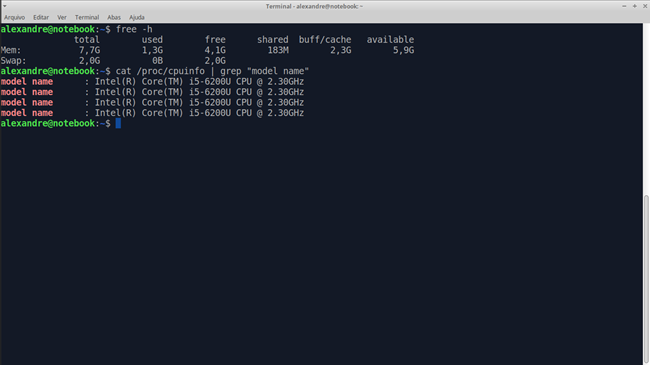 Terminal - alexandre@notebook: ~
Arquivo Editar Ver Terminal Abas Ajuda
alexandre@notebook:~$ free -h
total used free shared buff/cache available
Mem: 7,7G 1,3G 4,1G 183M 2,3G 5,9G
Swap: 2,0G 0B 2,0G
alexandre@notebook:~$ cat /proc/cpuinfo | grep "model name"
model name : Intel(R) Core(TM) i5-6200U CPU @ 2.30GHz
model name : Intel(R) Core(TM) i5-6200U CPU @ 2.30GHz
model name : Intel(R) Core(TM) i5-6200U CPU @ 2.30GHz
model name : Intel(R) Core(TM) i5-6200U CPU @ 2.30GHz
alexandre@notebook:~$